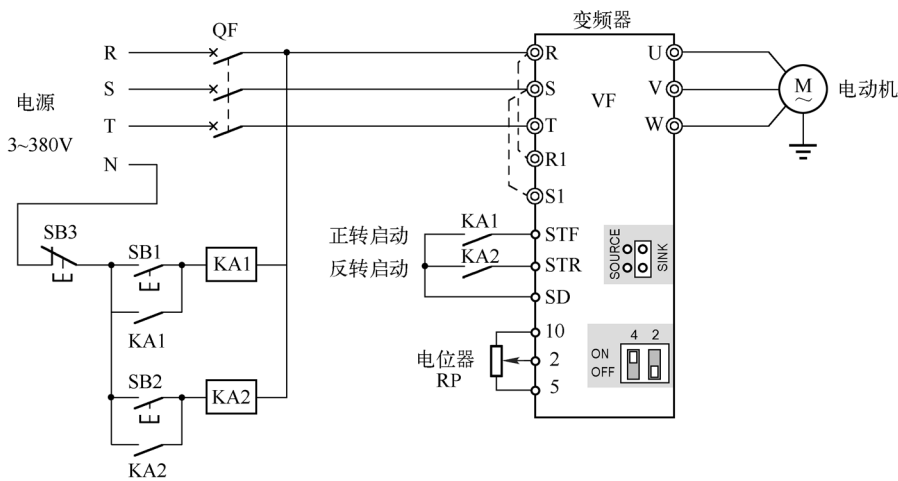 变频器
QF
R
R
U
S
S
V
M
~
电动机
电源
VF
T
T
W
3~380V
R1
N
S1
SB3
正转启动
KA1
STF
SOURCE
SINK
SB1
KA1
反转启动
KA2
STR
SD
KA1
10
4 2
电位器
RP
2
ON
OFF
5
SB2
KA2
KA2